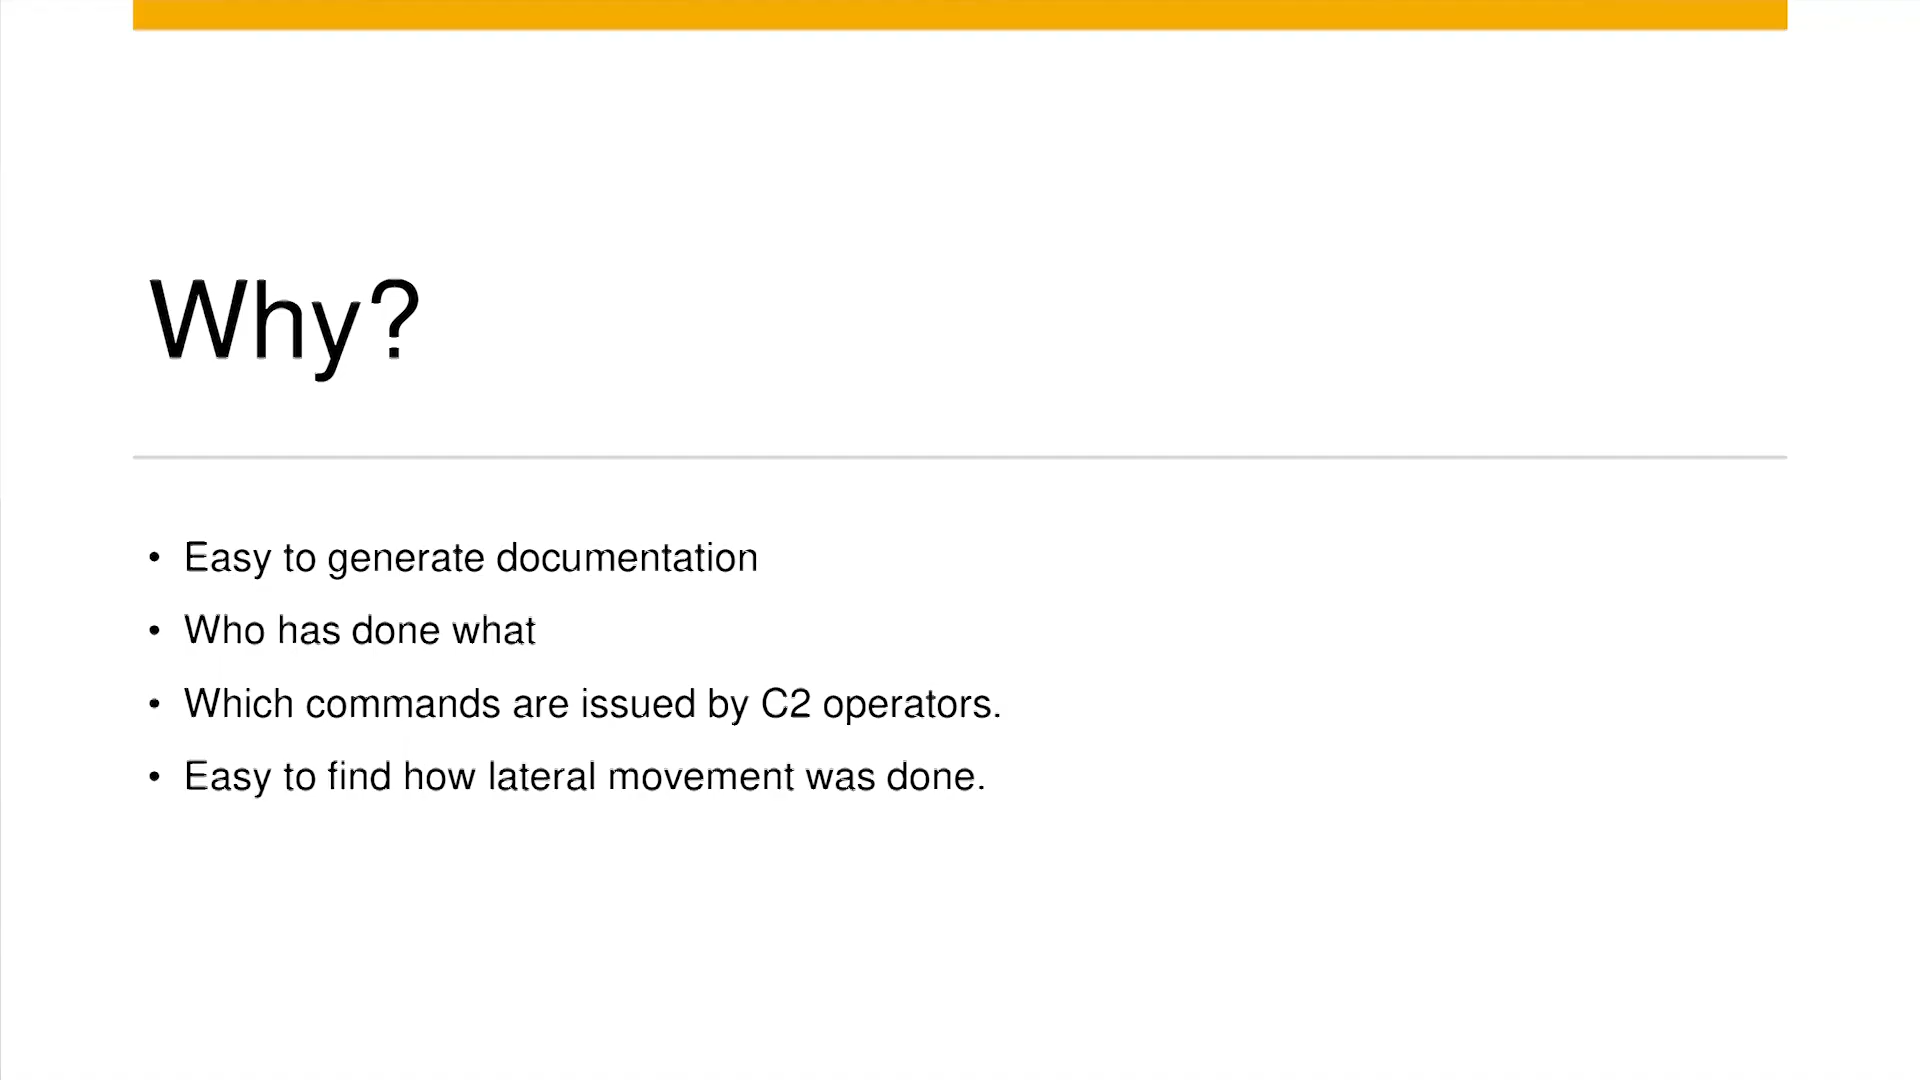 Why?
• Easy to generate documentation
• Who has done what
• Which commands are issued by C2 operators.
• Easy to find how lateral movement was done.